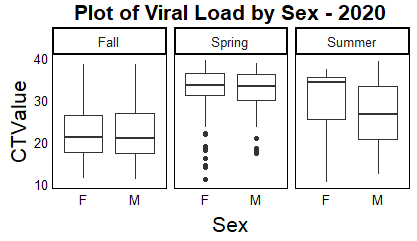 Plot of Viral Load by Sex - 2020
Fall Spring Summer
CTValue
40
30
20
10
F M F M F M
Sex